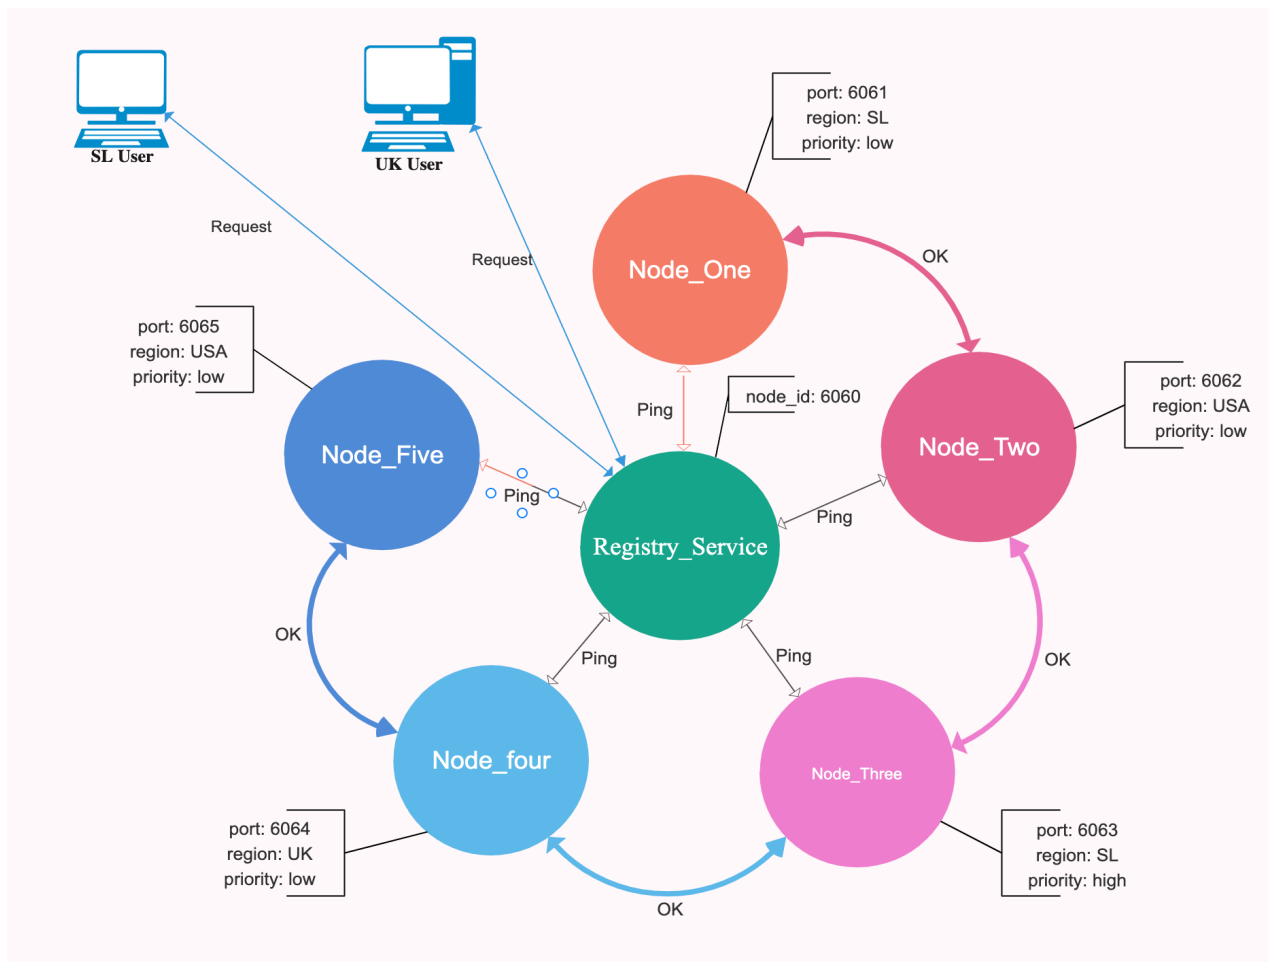 SL User
UK User
port: 6061
region: SL
priority: low
Request
Request
OK
Node_One
port: 6065
region: USA
priority: low
node_id: 6060
Ping
port: 6062
region: USA
priority: low
Node_Five
Node_Two
Ping
Ping
Registry_Service
OK
Ping
Ping
OK
Node_four
Node_Three
port: 6064
region: UK
priority: low
port: 6063
region: SL
priority: high
OK